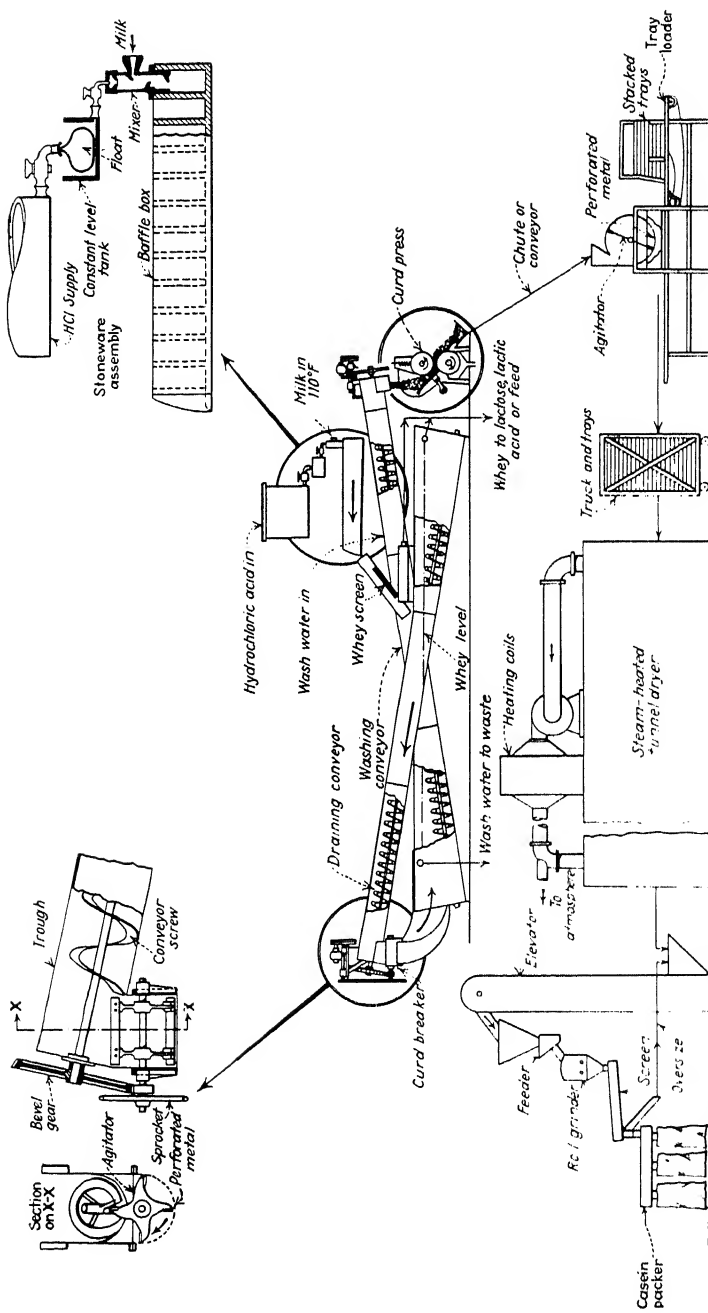 Milk
Mixer
Float
Constant level
tank
HCl Supply
Stoneware
assembly
Baffle box
Hydrochloric acid in
Wash water in
Whey screen
Milk in
110°F
Curd press
Chute or
conveyor
Washing
conveyor
Draining conveyor
Whey level
Whey to lactose, lactic
acid or feed
Wash water to waste
Curd breaker
Trough
Conveyor
screw
X
X
Bevel
gear
Sprocket
Perforated
metal
Agitator
Section
on X-X
Tray
loader
Stacked
trays
Perforated
metal
Agitator
Truck and trays
Steam-heated
tunnel dryer
Heating coils
To
atmosphere
Elevator
Feeder
grinder
Screen
Oversize
Casein
packer